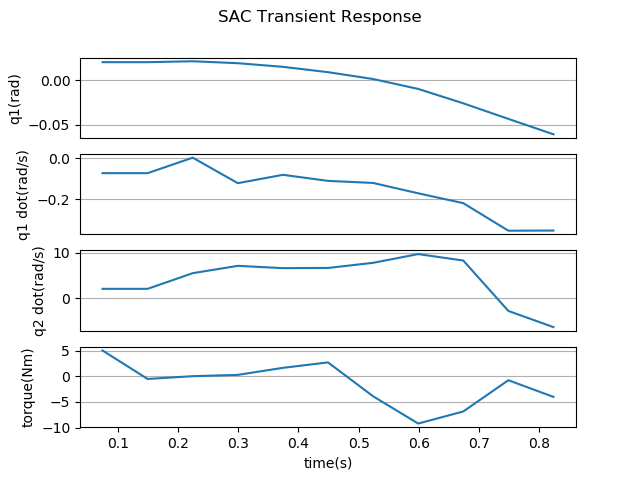 SAC Transient Response
q1(rad)
0.00
−0.05
q1 dot(rad/s)
0.0
−0.2
q2 dot(rad/s)
10
0
torque(Nm)
5
0
−5
−10
0.1 0.2 0.3 0.4 0.5 0.6 0.7 0.8
time(s)